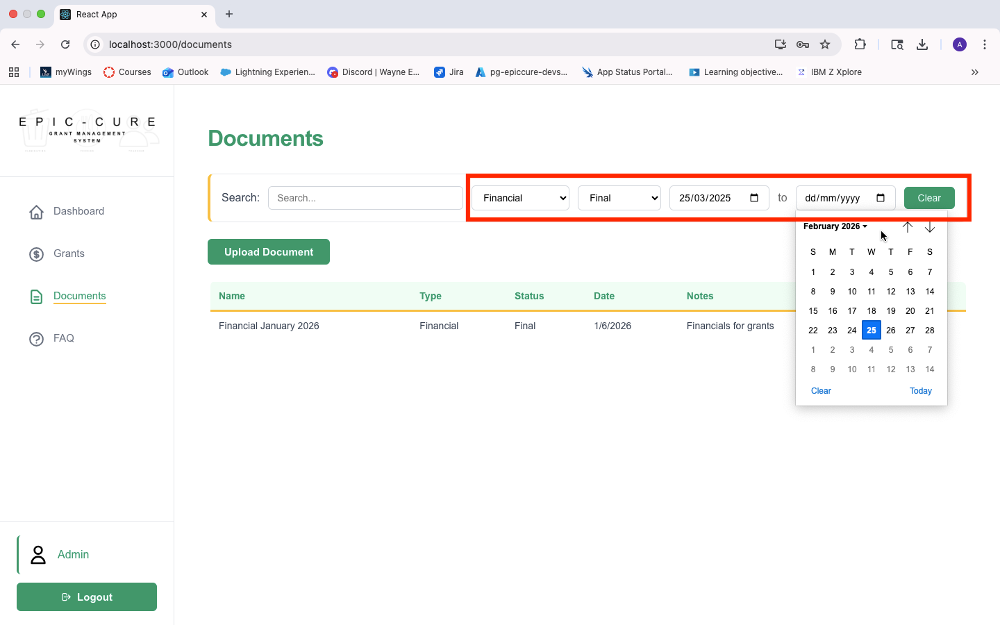 React App
localhost:3000/documents
A
myWings
Courses
Outlook
Lightning Experien...
Discord | Wayne E...
Jira
pg-epiccure-devs...
App Status Portal...
Learning objective...
IBM Z Xplore
EPIC-CURE
GRANT MANAGEMENT
SYSTEM
Dashboard
Grants
Documents
FAQ
Admin
Logout
Documents
Search: Search... Financial Final 25/03/2025 to dd/mm/yyyy Clear
Upload Document
Name Type Status Date Notes
Financial January 2026 Financial Final 1/6/2026 Financials for grants
February 2026
S M T W T F S
1 2 3 4 5 6 7
8 9 10 11 12 13 14
15 16 17 18 19 20 21
22 23 24 25 26 27 28
1 2 3 4 5 6 7
8 9 10 11 12 13 14
Clear Today